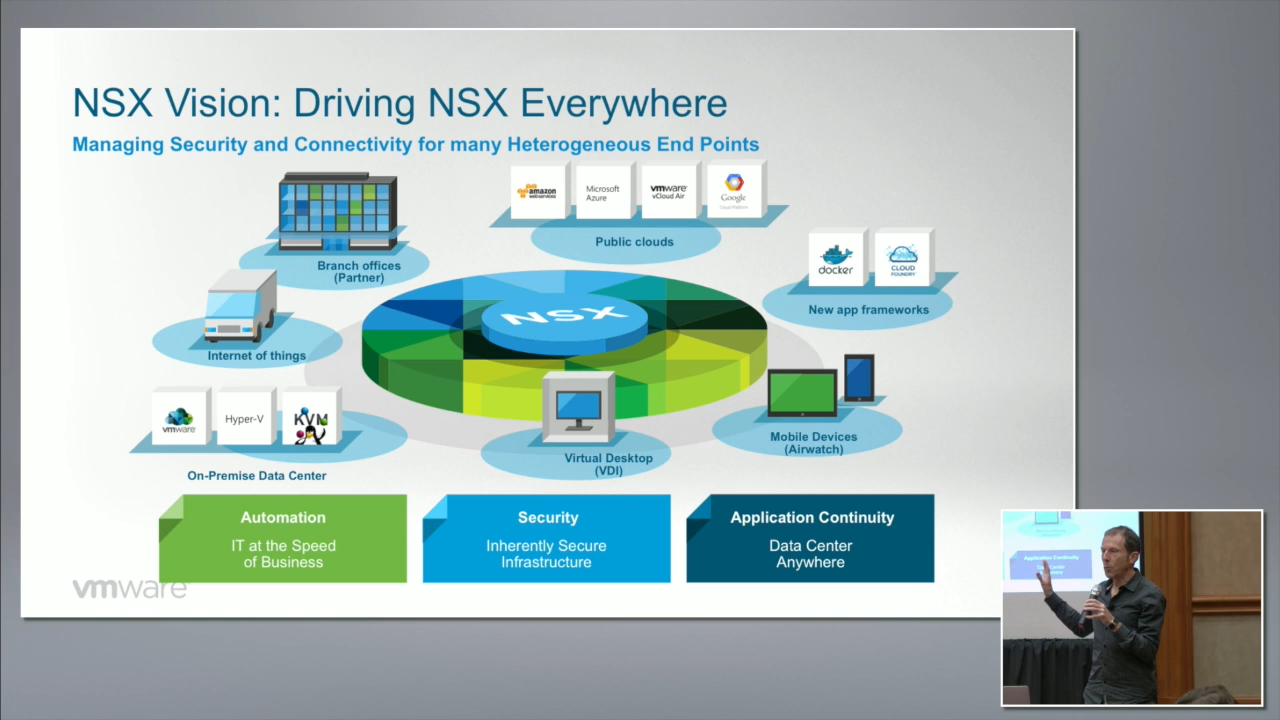 NSX Vision: Driving NSX Everywhere
Managing Security and Connectivity for many Heterogeneous End Points
amazon
webservices
Microsoft
Azure
vmware
vCloud Air
Google
Cloud Platform
Public clouds
Branch offices
(Partner)
docker
CLOUD
FOUNDRY
New app frameworks
NSX
Internet of things
vmware
Hyper-V
KVM
On-Premise Data Center
Virtual Desktop
(VDI)
Mobile Devices
(Airwatch)
Automation
IT at the Speed
of Business
Security
Inherently Secure
Infrastructure
Application Continuity
Data Center
Anywhere
vmware
Application Continuity